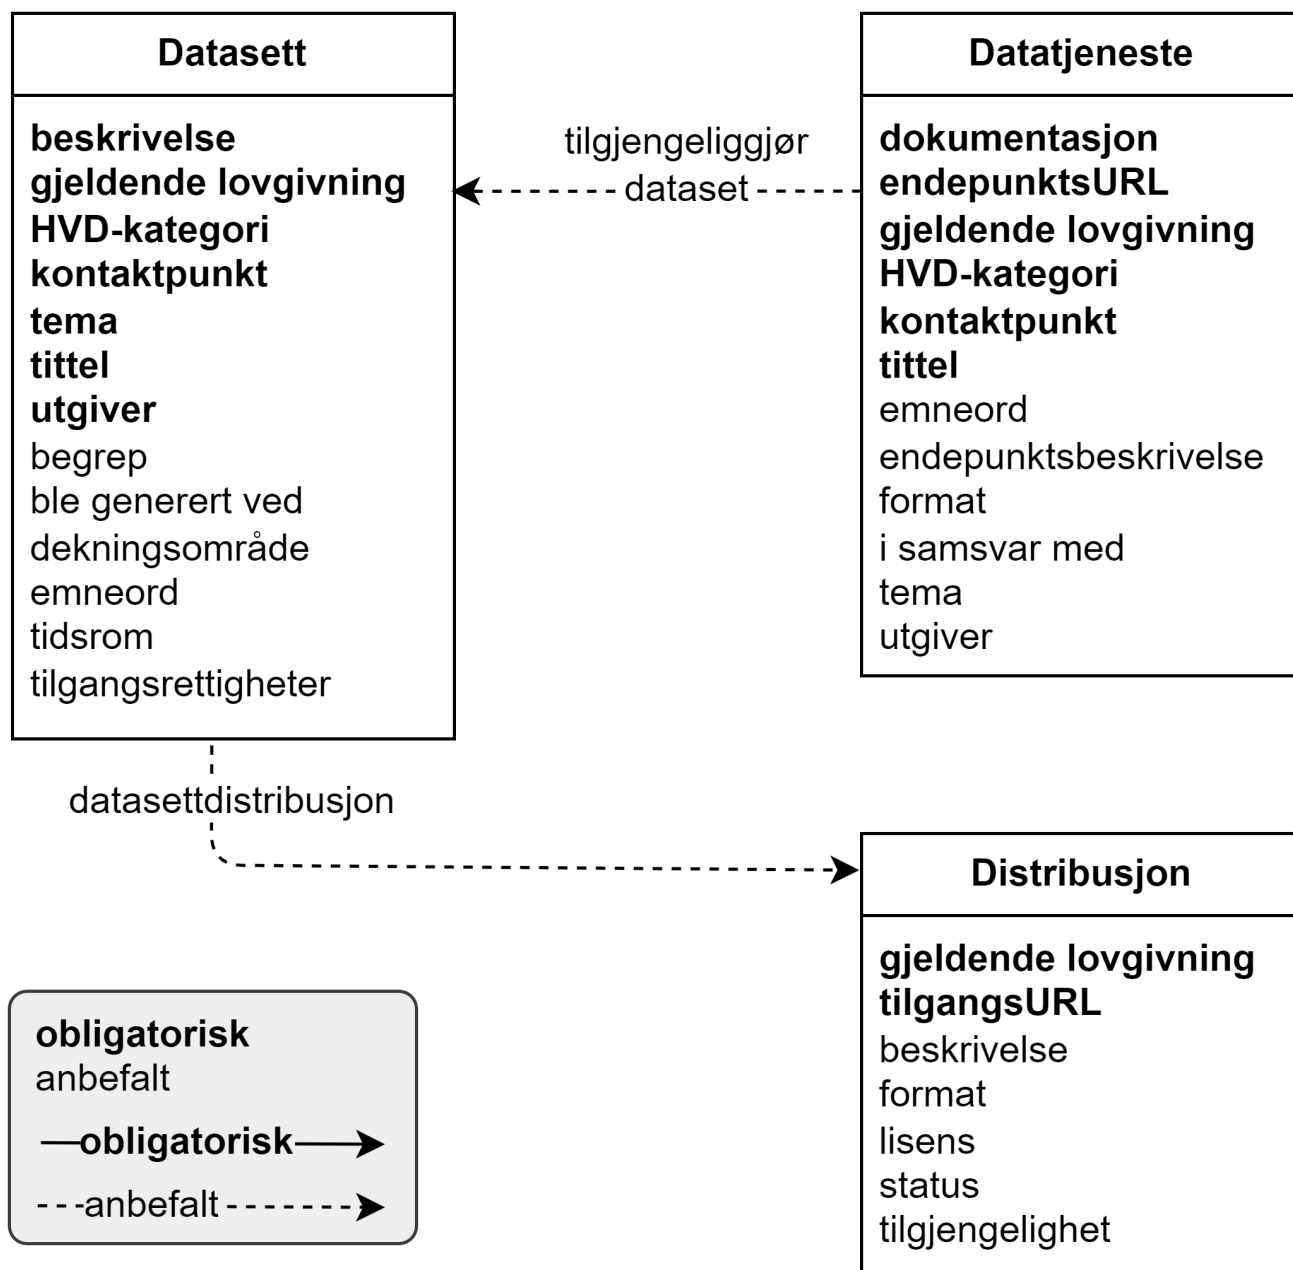 Datasett
beskrivelse
gjeldende lovgivning
HVD-kategori
kontaktpunkt
tema
tittel
utgiver
begrep
ble generert ved
dekningsområde
emneord
tidsrom
tilgangsrettigheter
tilgjengeliggjør
dataset
Datatjeneste
dokumentasjon
endepunktsURL
gjeldende lovgivning
HVD-kategori
kontaktpunkt
tittel
emneord
endepunktsbeskrivelse
format
i samsvar med
tema
utgiver
datasettdistribusjon
Distribusjon
gjeldende lovgivning
tilgangsURL
beskrivelse
format
lisens
status
tilgjengelighet
obligatorisk
anbefalt
obligatorisk
anbefalt